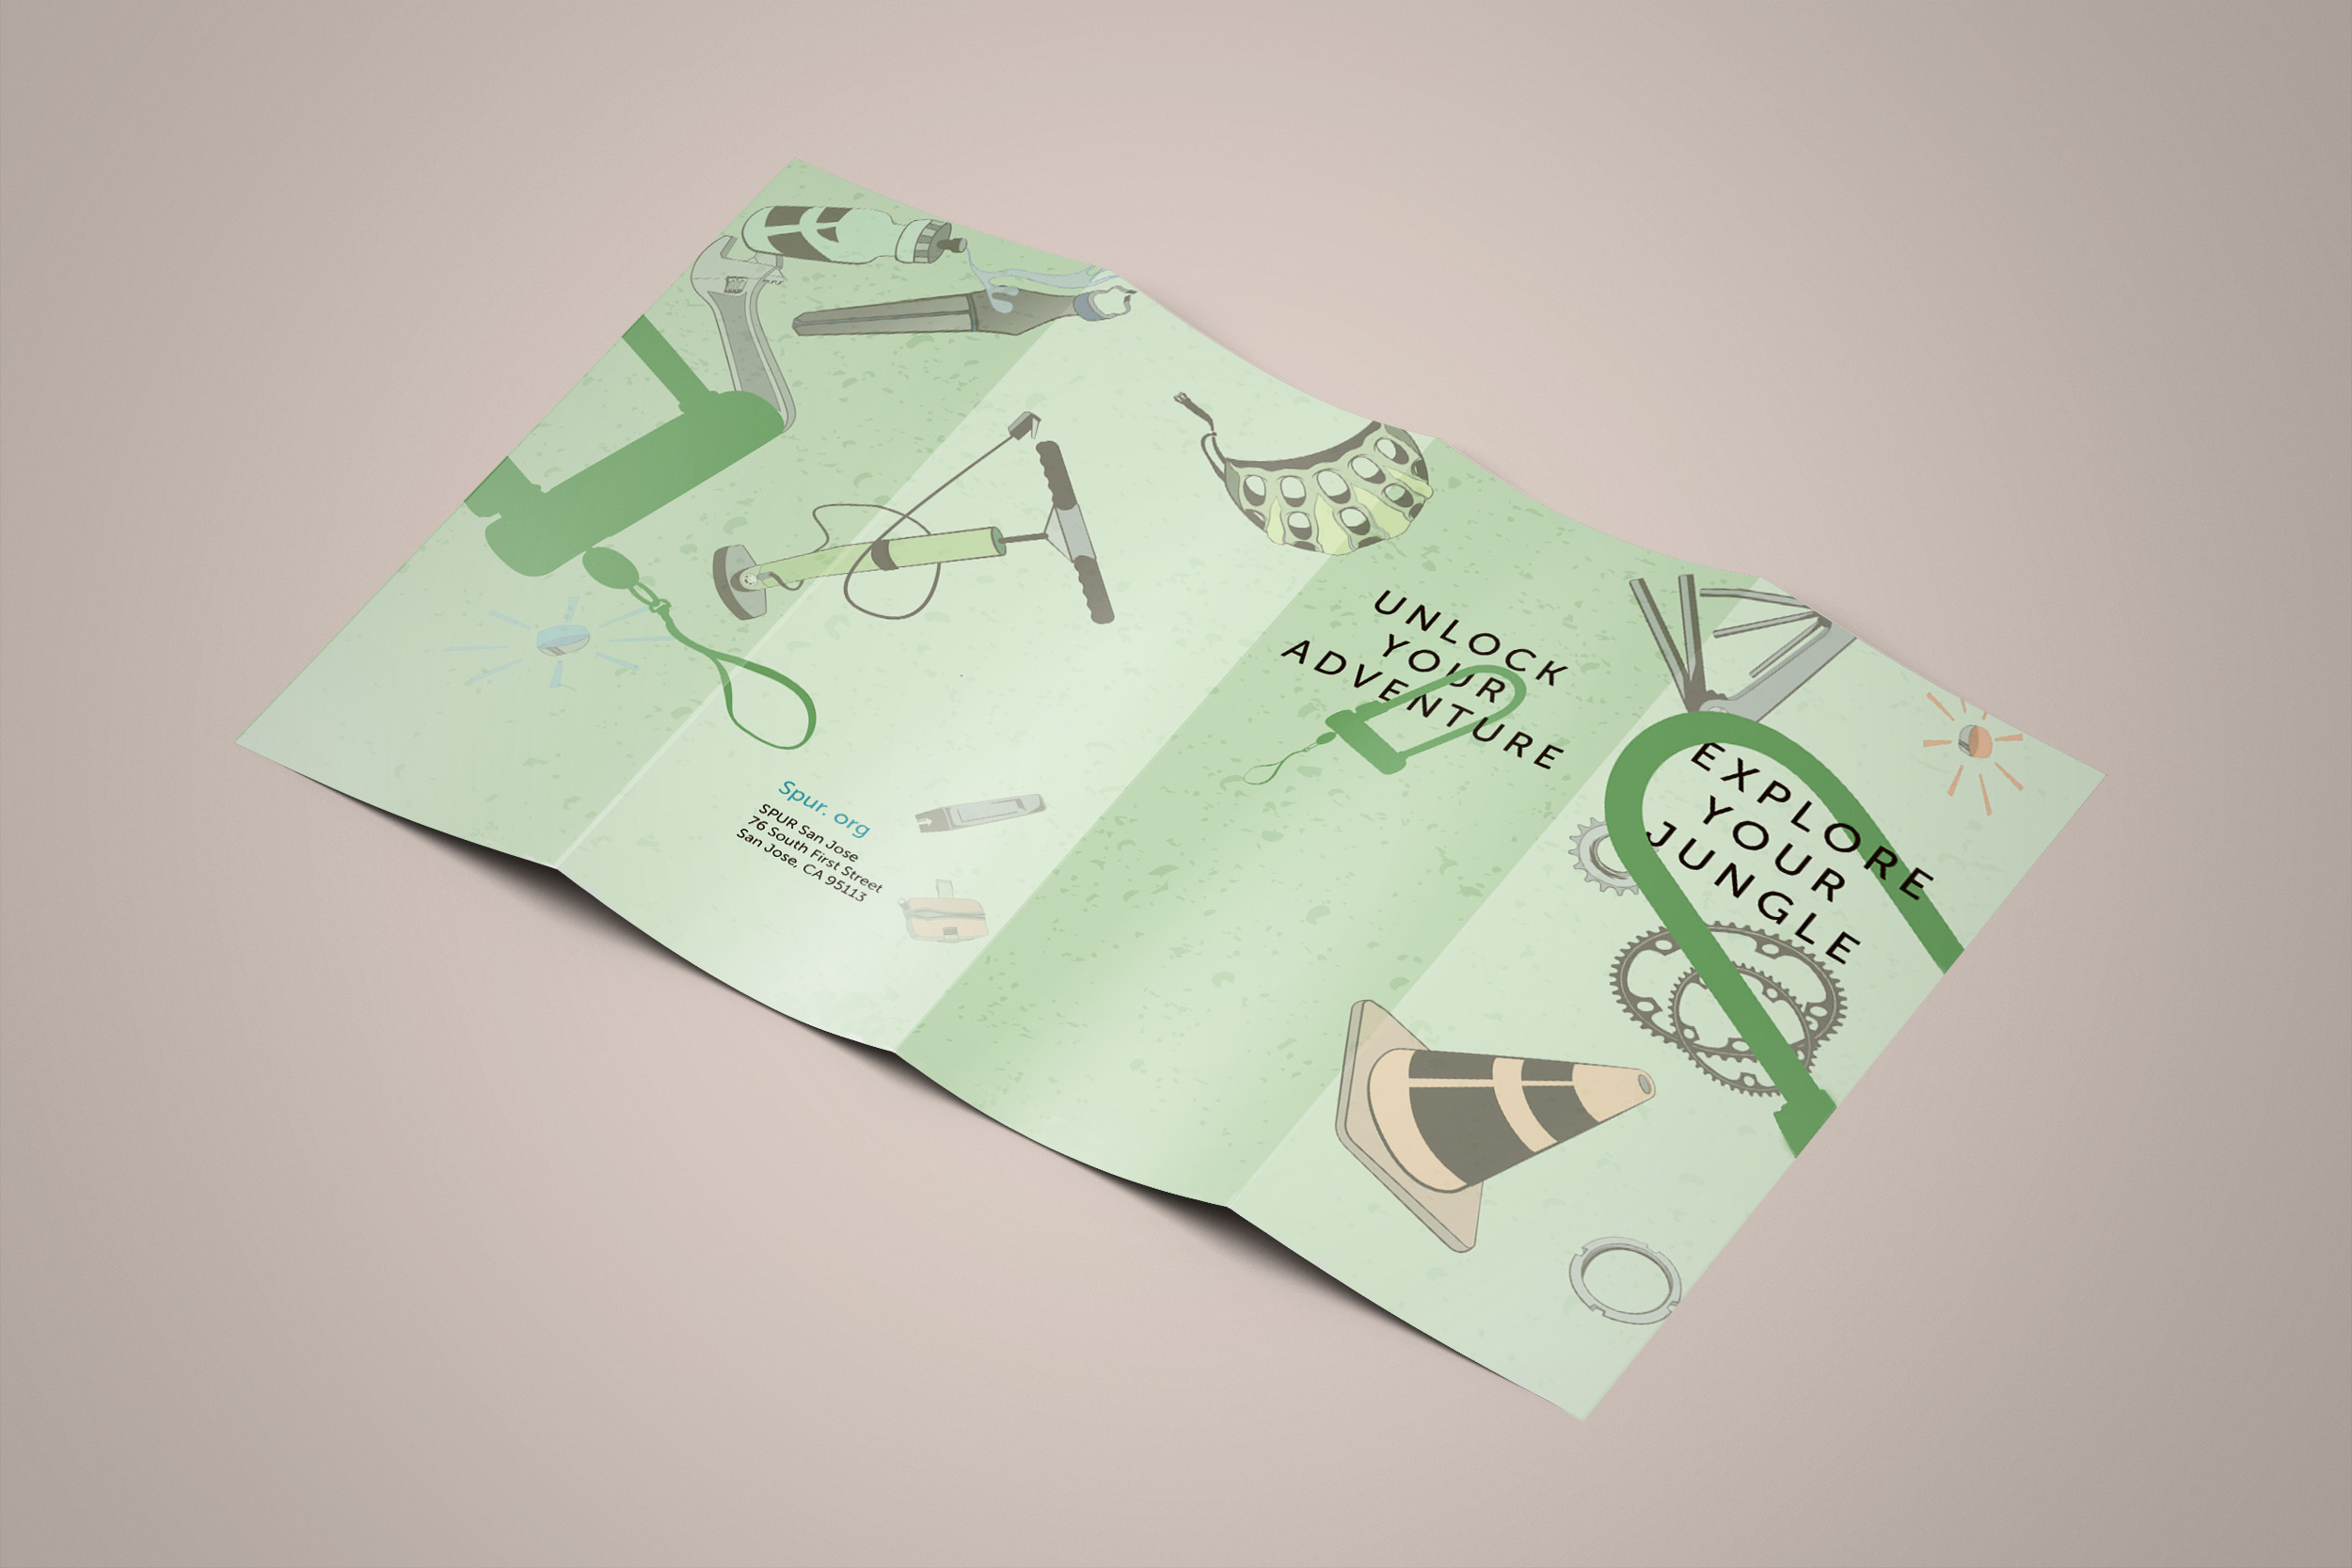 Spur. org
SPUR San Jose
76 South First Street
San Jose, CA 95113
UNLOCK
YOUR
ADVENTURE
EXPLORE
YOUR
JUNGLE